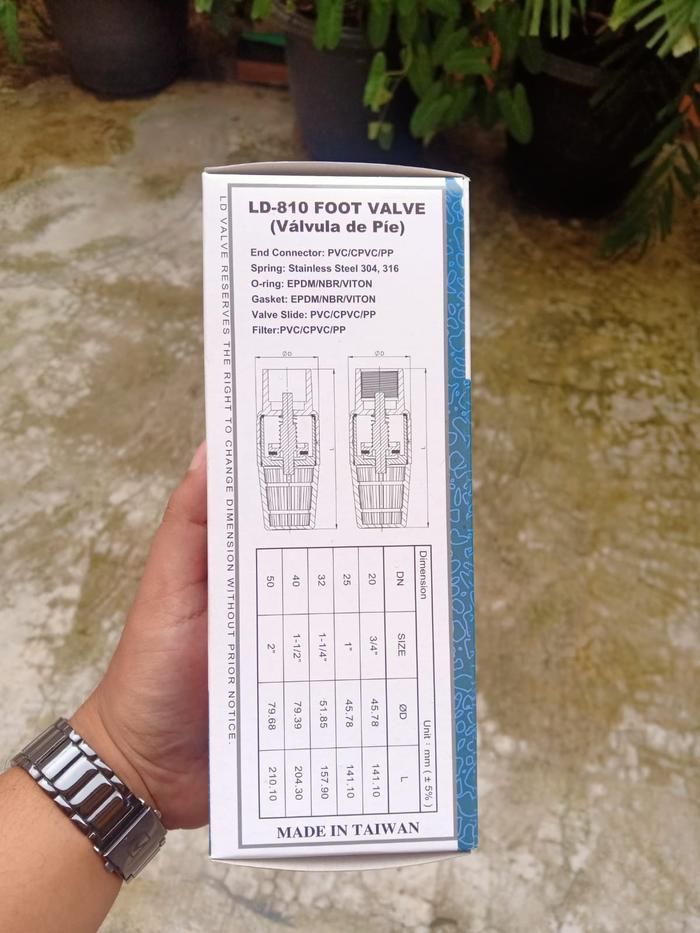 LD-810 FOOT VALVE
(Válvula de Píe)
End Connector: PVC/CPVC/PP
Spring: Stainless Steel 304, 316
O-ring: EPDM/NBR/VITON
Gasket: EPDM/NBR/VITON
Valve Slide: PVC/CPVC/PP
Filter:PVC/CPVC/PP
ØD ØD
L L
Dimension Unit : mm ( ± 5% )
DN SIZE ØD L
20 3/4" 45.78 141.10
25 1" 45.78 141.10
32 1-1/4" 51.85 157.90
40 1-1/2" 79.39 204.30
50 2" 79.68 210.10
MADE IN TAIWAN
LD VALVE RESERVES THE RIGHT TO CHANGE DIMENSION WITHOUT PRIOR NOTICE.